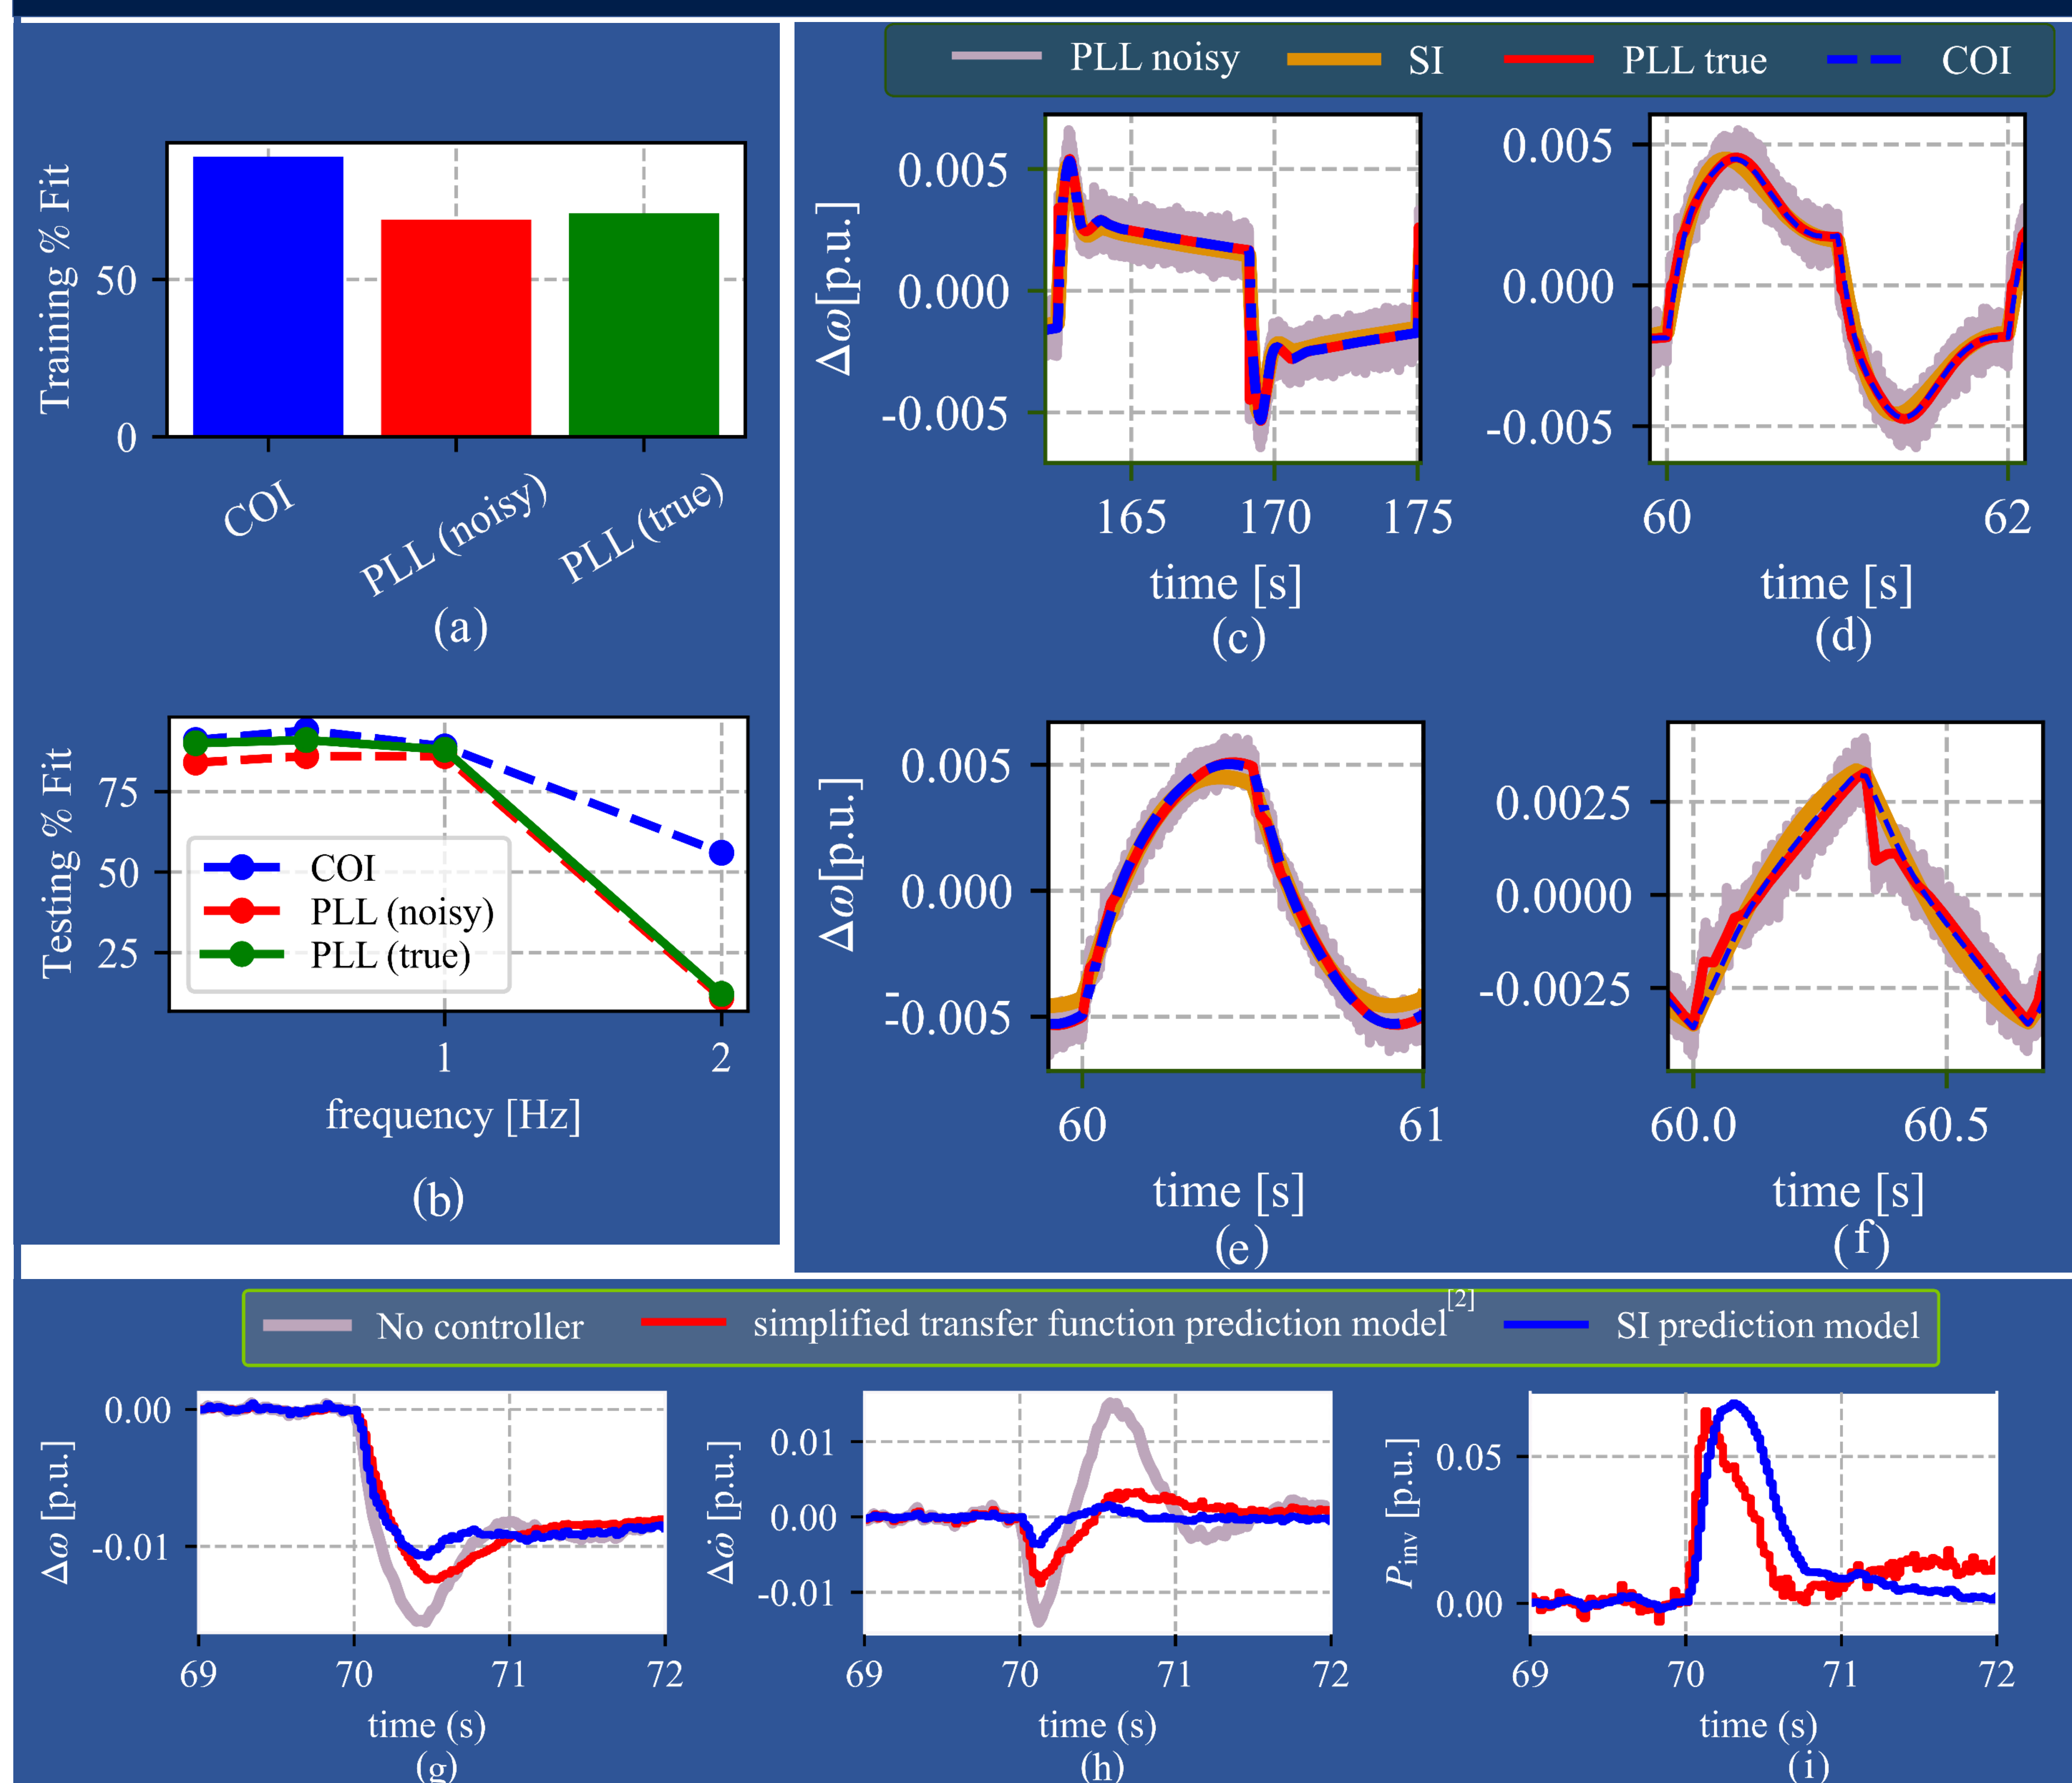 Training % Fit
50
0
COI
PLL (noisy)
PLL (true)
(a)
Testing % Fit
75
50
25
COI
PLL (noisy)
PLL (true)
1
2
frequency [Hz]
(b)
PLL noisy
SI
PLL true
COI
Δω[p.u.]
0.005
0.000
-0.005
165
170
175
time [s]
(c)
0.005
0.000
-0.005
60
62
time [s]
(d)
Δω[p.u.]
0.005
0.000
-
-0.005
60
61
time [s]
(e)
0.0025
0.0000
-0.0025
60.0
60.5
time [s]
(f)
No controller
simplified transfer function prediction model[2]
SI prediction model
Δω [p.u.]
0.00
-0.01
69
70
71
72
time (s)
(g)
Δω̇ [p.u.]
0.01
0.00
-0.01
69
70
71
72
time (s)
(h)
Pinv [p.u.]
0.05
0.00
69
70
71
72
time (s)
(i)